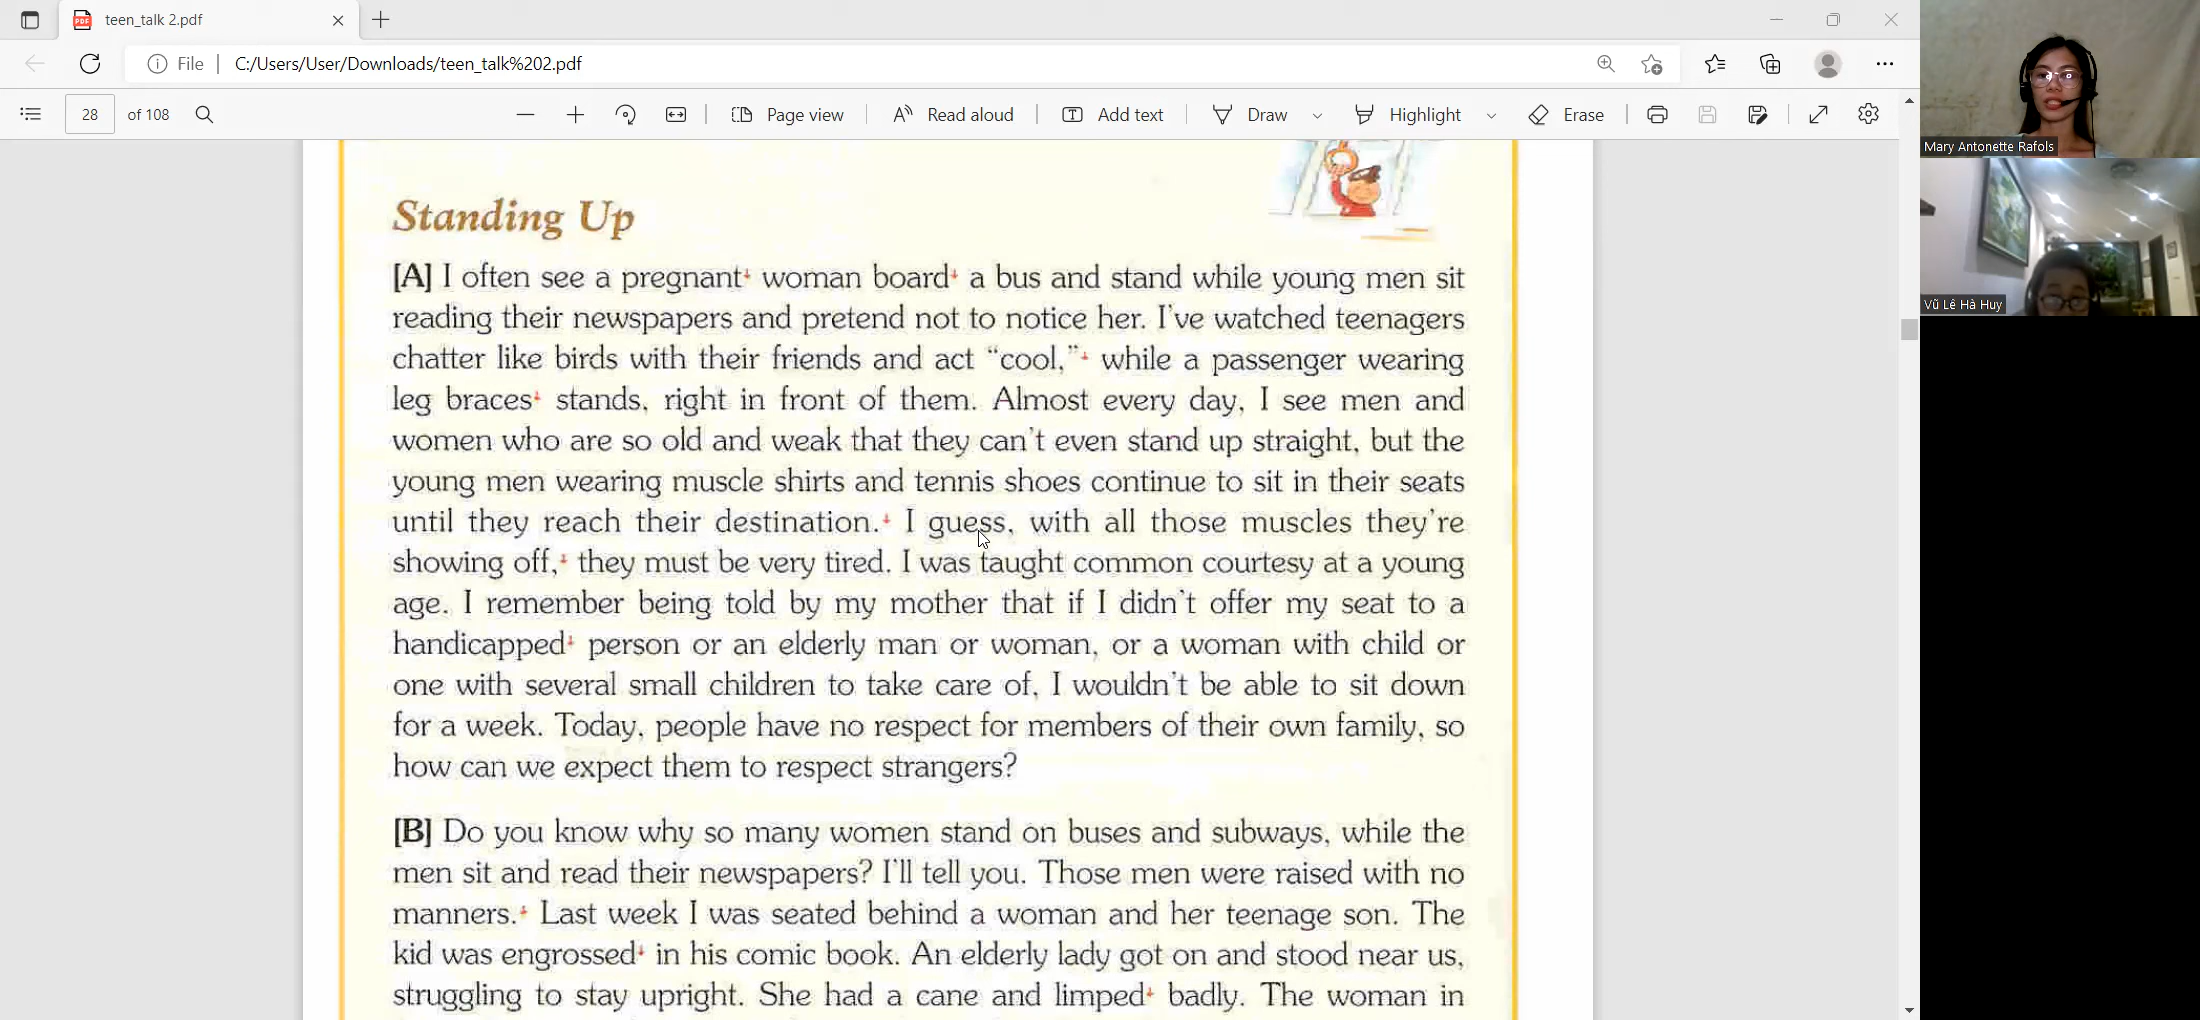 teen_talk 2.pdf
File
C:/Users/User/Downloads/teen_talk%202.pdf
28 of 108
Page view
Read aloud
Add text
Draw
Highlight
Erase
Mary Antonette Rafols
Vũ Lê Hà Huy
Standing Up
[A] I often see a pregnant woman board a bus and stand while young men sit
reading their newspapers and pretend not to notice her. I've watched teenagers
chatter like birds with their friends and act "cool," while a passenger wearing
leg braces stands, right in front of them. Almost every day, I see men and
women who are so old and weak that they can't even stand up straight, but the
young men wearing muscle shirts and tennis shoes continue to sit in their seats
until they reach their destination. I guess, with all those muscles they're
showing off, they must be very tired. I was taught common courtesy at a young
age. I remember being told by my mother that if I didn't offer my seat to a
handicapped person or an elderly man or woman, or a woman with child or
one with several small children to take care of, I wouldn't be able to sit down
for a week. Today, people have no respect for members of their own family, so
how can we expect them to respect strangers?
[B] Do you know why so many women stand on buses and subways, while the
men sit and read their newspapers? I'll tell you. Those men were raised with no
manners. Last week I was seated behind a woman and her teenage son. The
kid was engrossed in his comic book. An elderly lady got on and stood near us,
struggling to stay upright. She had a cane and limped badly. The woman in